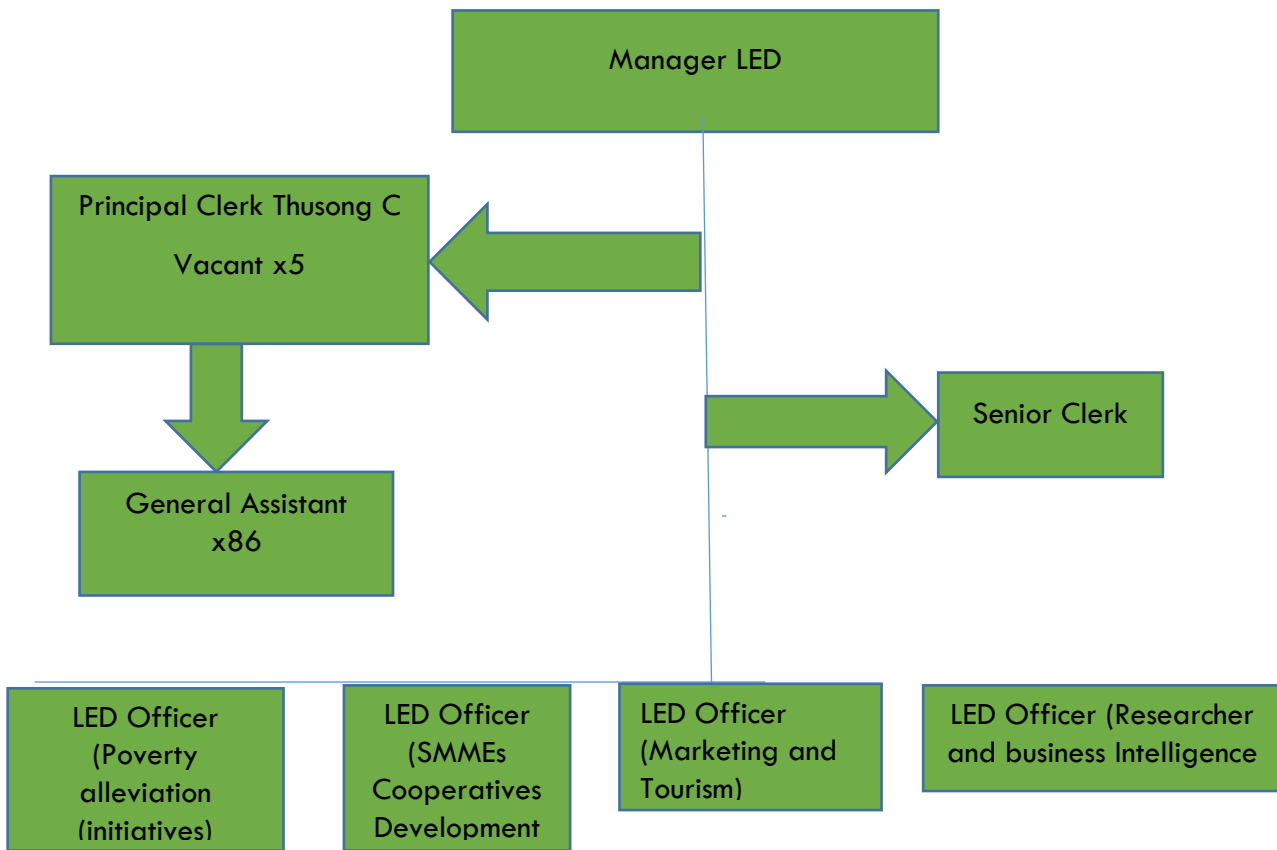 Manager LED
Principal Clerk Thusong C
Vacant x5
Senior Clerk
General Assistant
x86
LED Officer
(Poverty
alleviation
(initiatives)
LED Officer
(SMMEs
Cooperatives
Development
LED Officer
(Marketing and
Tourism)
LED Officer (Researcher
and business Intelligence